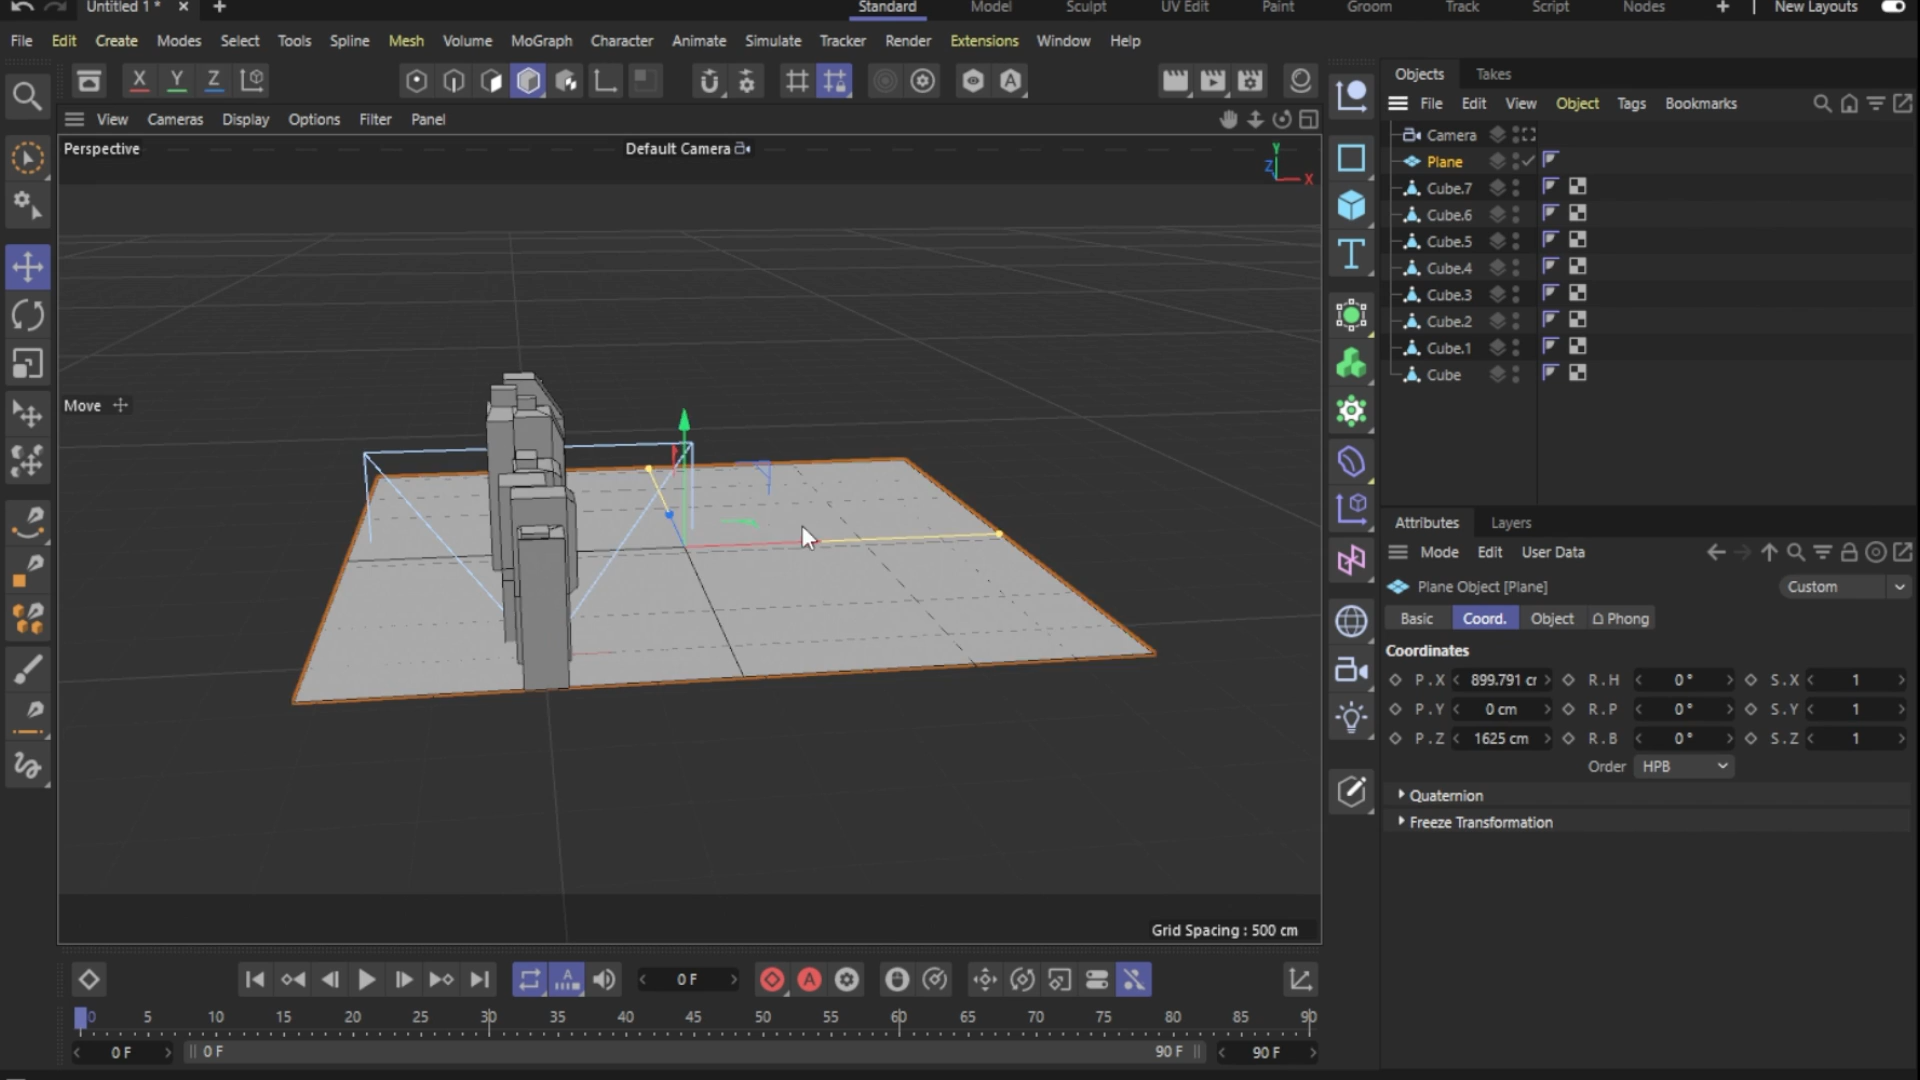 Untitled 1 * × +
Standard Model Sculpt UV Edit Paint Groom Track Script Nodes + New Layouts
File Edit Create Modes Select Tools Spline Mesh Volume MoGraph Character Animate Simulate Tracker Render Extensions Window Help
X Y Z
A
Objects Takes
File Edit View Object Tags Bookmarks
View Cameras Display Options Filter Panel
Perspective
Default Camera
Y
Z
X
Camera
Plane
Cube.7
Cube.6
Cube.5
Cube.4
Cube.3
Cube.2
Cube.1
Cube
T
Move
Attributes Layers
Mode Edit User Data
Plane Object [Plane]
Custom
Basic Coord. Object Phong
Coordinates
P.X 899.791 cr R.H 0° S.X 1
P.Y 0 cm R.P 0° S.Y 1
P.Z 1625 cm R.B 0° S.Z 1
Order HPB
Quaternion
Freeze Transformation
Grid Spacing : 500 cm
A 0 F A
0 5 10 15 20 25 30 35 40 45 50 55 60 65 70 75 80 85 90
0 F 0 F 90 F 90 F